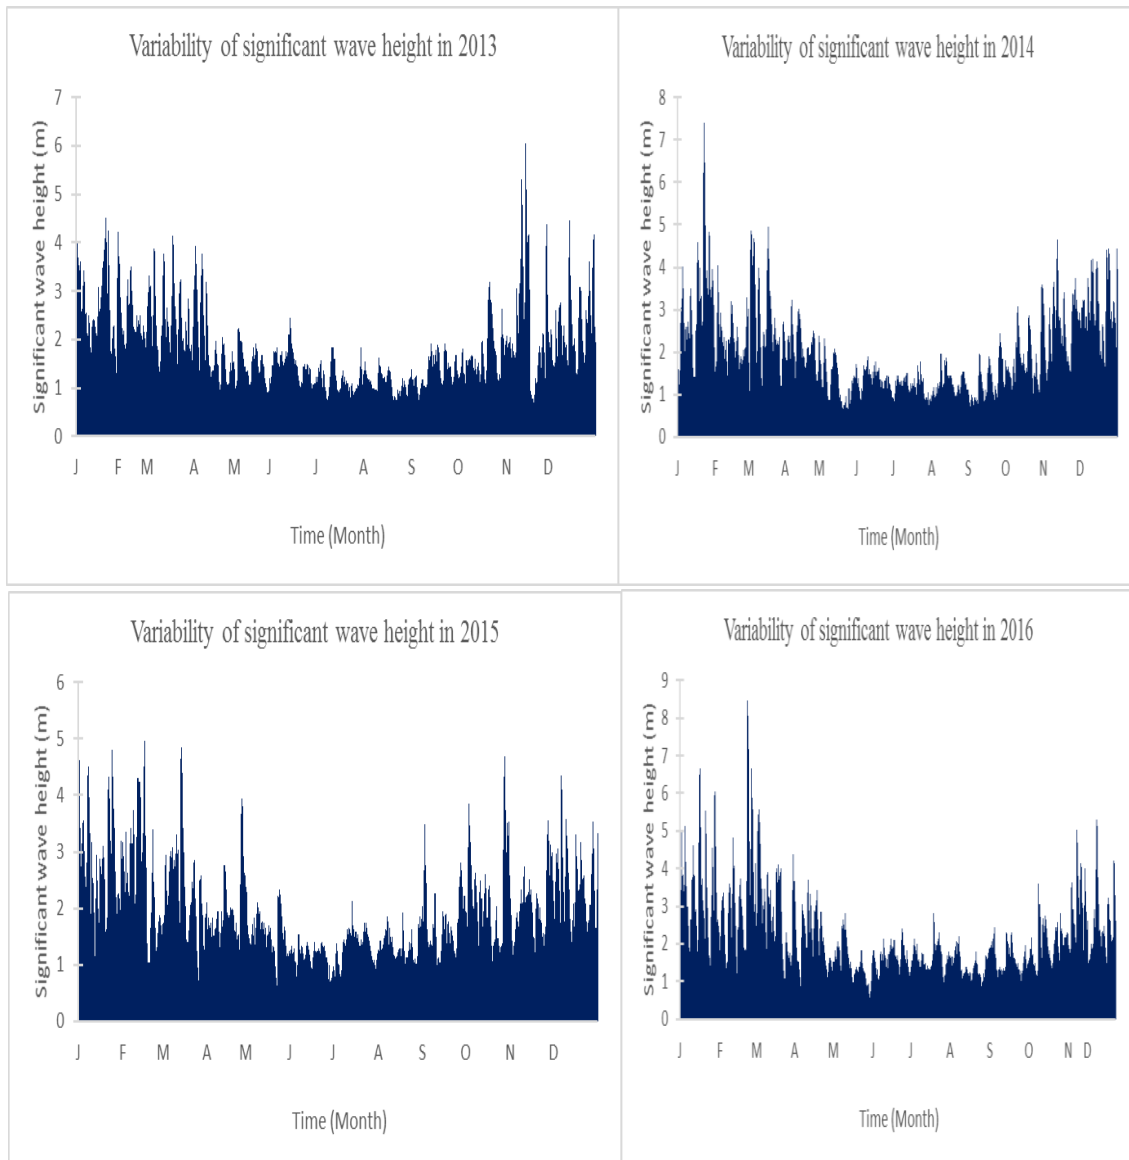 Variability of significant wave height in 2013
Significant wave height (m)
7
6
5
4
3
2
1
0
J F M A M J J A S O N D
Time (Month)
Variability of significant wave height in 2014
Significant wave height (m)
8
7
6
5
4
3
2
1
0
J F M A M J J A S O N D
Time (Month)
Variability of significant wave height in 2015
Significant wave height (m)
6
5
4
3
2
1
0
J F M A M J J A S O N D
Time (Month)
Variability of significant wave height in 2016
Significant wave height (m)
9
8
7
6
5
4
3
2
1
0
J F M A M J J A S O N D
Time (Month)